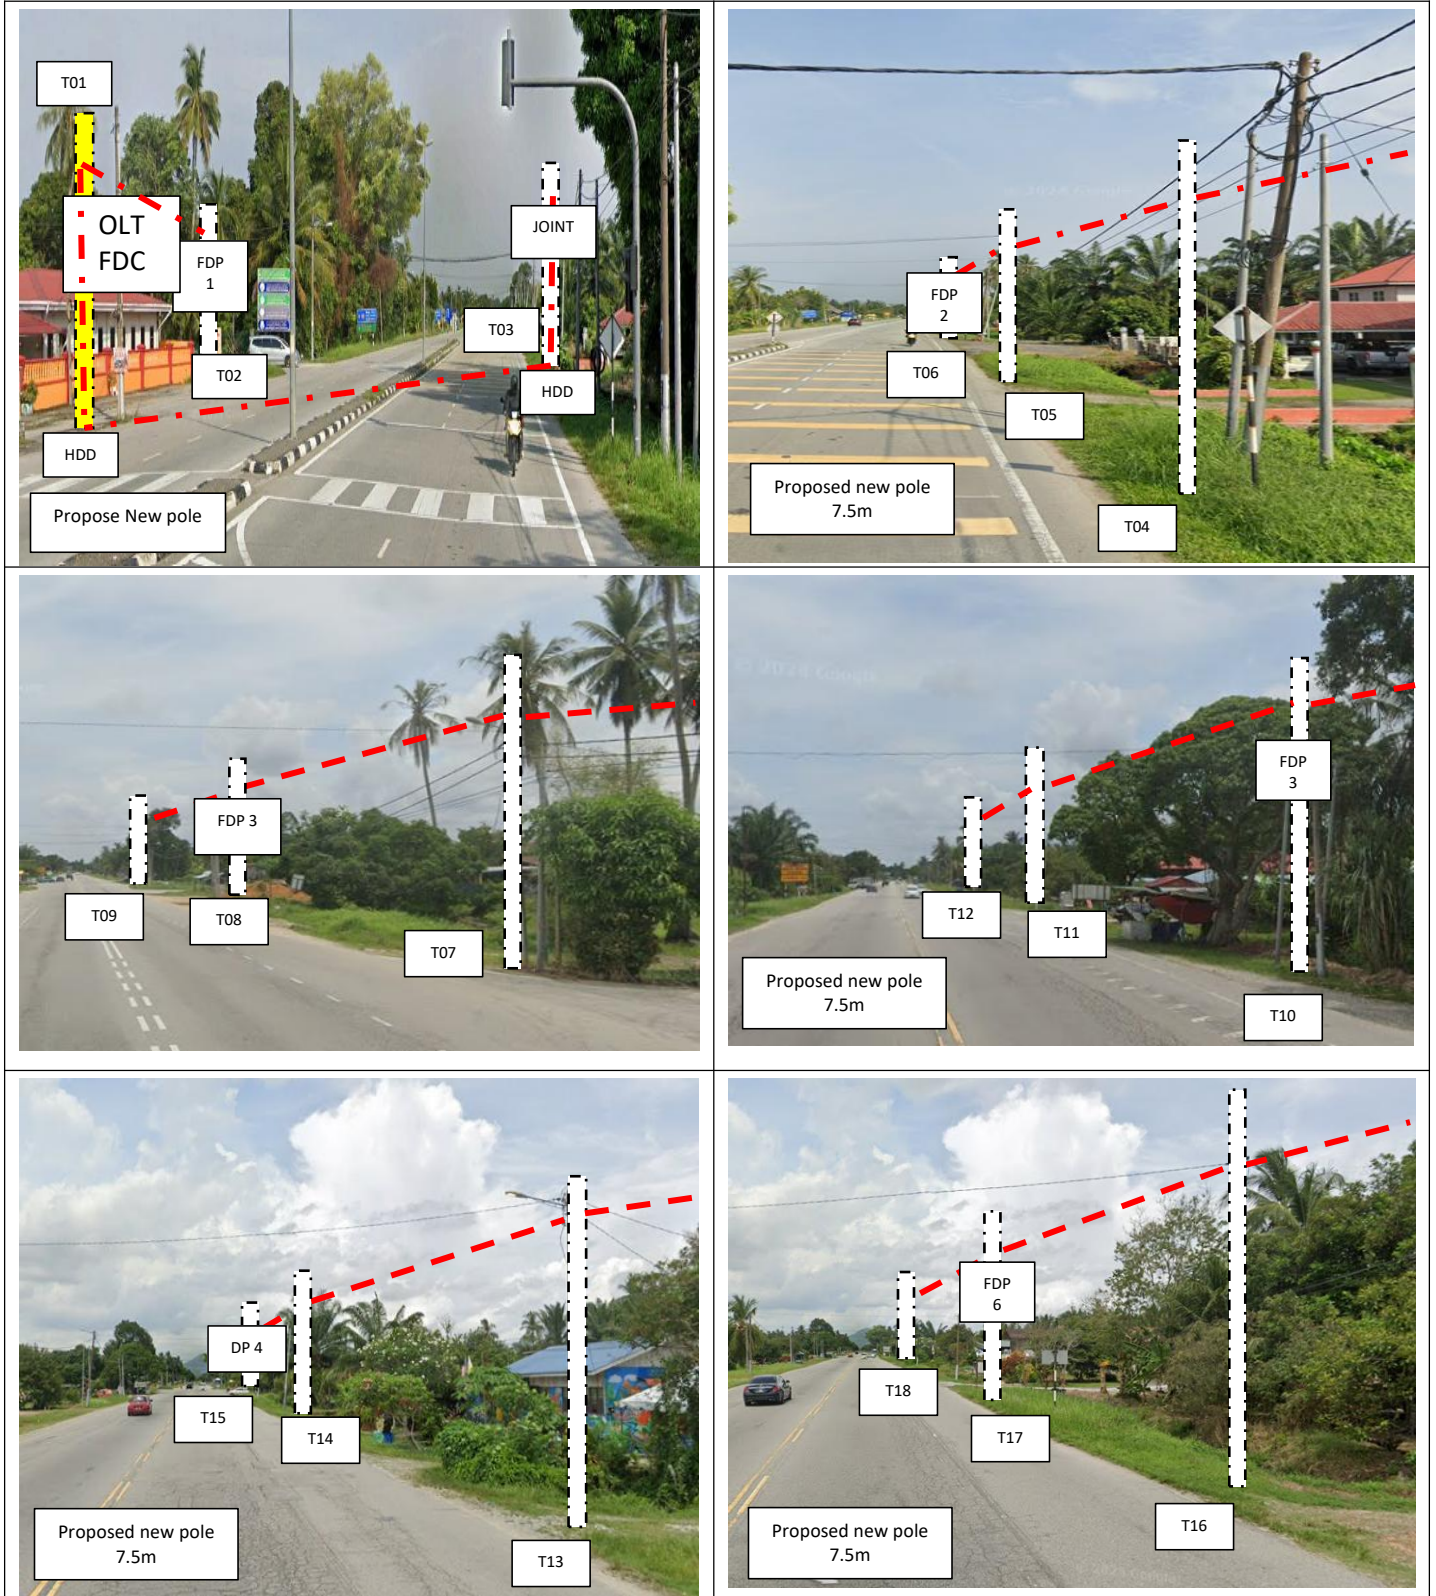 T01
OLT
FDC
FDP
1
JOINT
T03
T02
HDD
HDD
Propose New pole
FDP
2
T06
T05
Proposed new pole
7.5m
T04
FDP 3
T09
T08
T07
FDP
3
T12
T11
Proposed new pole
7.5m
T10
DP 4
T15
T14
Proposed new pole
7.5m
T13
FDP
6
T18
T17
T16
Proposed new pole
7.5m